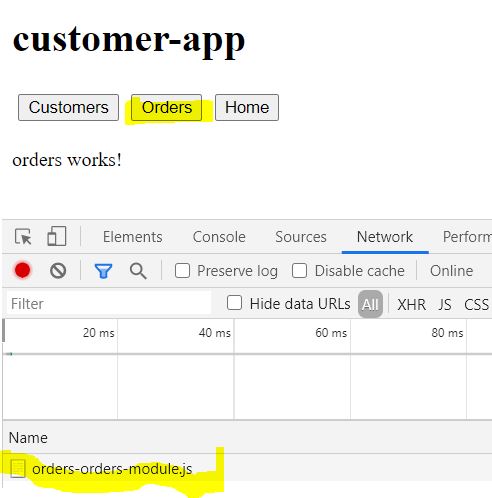 customer-app
Customers Orders Home
orders works!
Elements Console Sources Network Perform
Preserve log Disable cache Online
Filter Hide data URLs All XHR JS CSS
20 ms 40 ms 60 ms 80 ms
Name
orders-orders-module.js